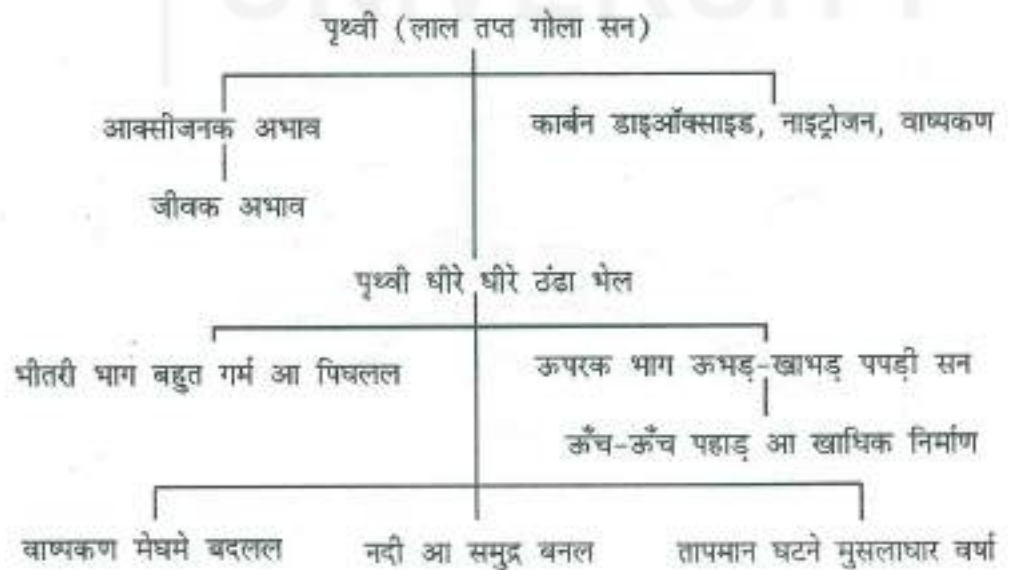 पृथ्वी (लाल तप्त गोला सन)
आक्सीजनक अभाव
कार्बन डाइऑक्साइड, नाइट्रोजन, वाष्पकण
जीवक अभाव
पृथ्वी धीरे धीरे ठंढा भेल
भीतरी भाग बहुत गर्म आ पिघलल
ऊपरक भाग ऊभड़-खाभड़ पपड़ी सन
ऊँच-ऊँच पहाड़ आ खाधिक निर्माण
वाष्पकण मेघमे बदलल
नदी आ समुद्र बनल
तापमान घटने मुसलाधार वर्षा